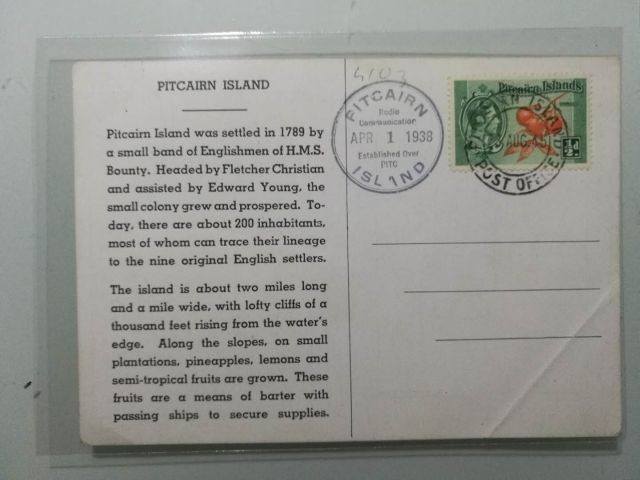 PITCAIRN ISLAND
Pitcairn Island was settled in 1789 by
a small band of Englishmen of H.M.S.
Bounty. Headed by Fletcher Christian
and assisted by Edward Young, the
small colony grew and prospered. To-
day, there are about 200 inhabitants,
most of whom can trace their lineage
to the nine original English settlers.
The island is about two miles long
and a mile wide, with lofty cliffs of a
thousand feet rising from the water's
edge. Along the slopes, on small
plantations, pineapples, lemons and
semi-tropical fruits are grown. These
fruits are a means of barter with
passing ships to secure supplies.
PITCAIRN
Radio
Communication
APR 1 1938
Established Over
PITC
ISLAND
Pitcairn Islands
½d
AUG 4 51
POST OFFICE